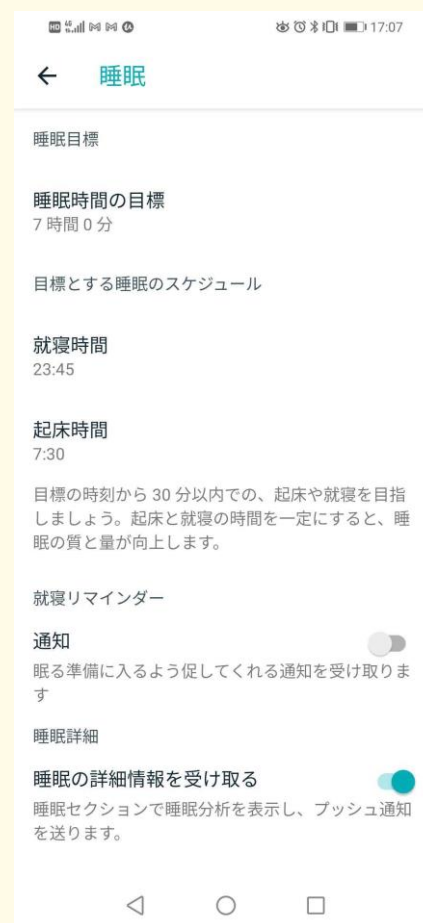 17:07
睡眠
睡眠目標
睡眠時間の目標
7 時間 0 分
目標とする睡眠のスケジュール
就寝時間
23:45
起床時間
7:30
目標の時刻から 30 分以内での、起床や就寝を目指
しましょう。起床と就寝の時間を一定にすると、睡
眠の質と量が向上します。
就寝リマインダー
通知
眠る準備に入るよう促してくれる通知を受け取りま
す
睡眠詳細
睡眠の詳細情報を受け取る
睡眠セクションで睡眠分析を表示し、プッシュ通知
を送ります。